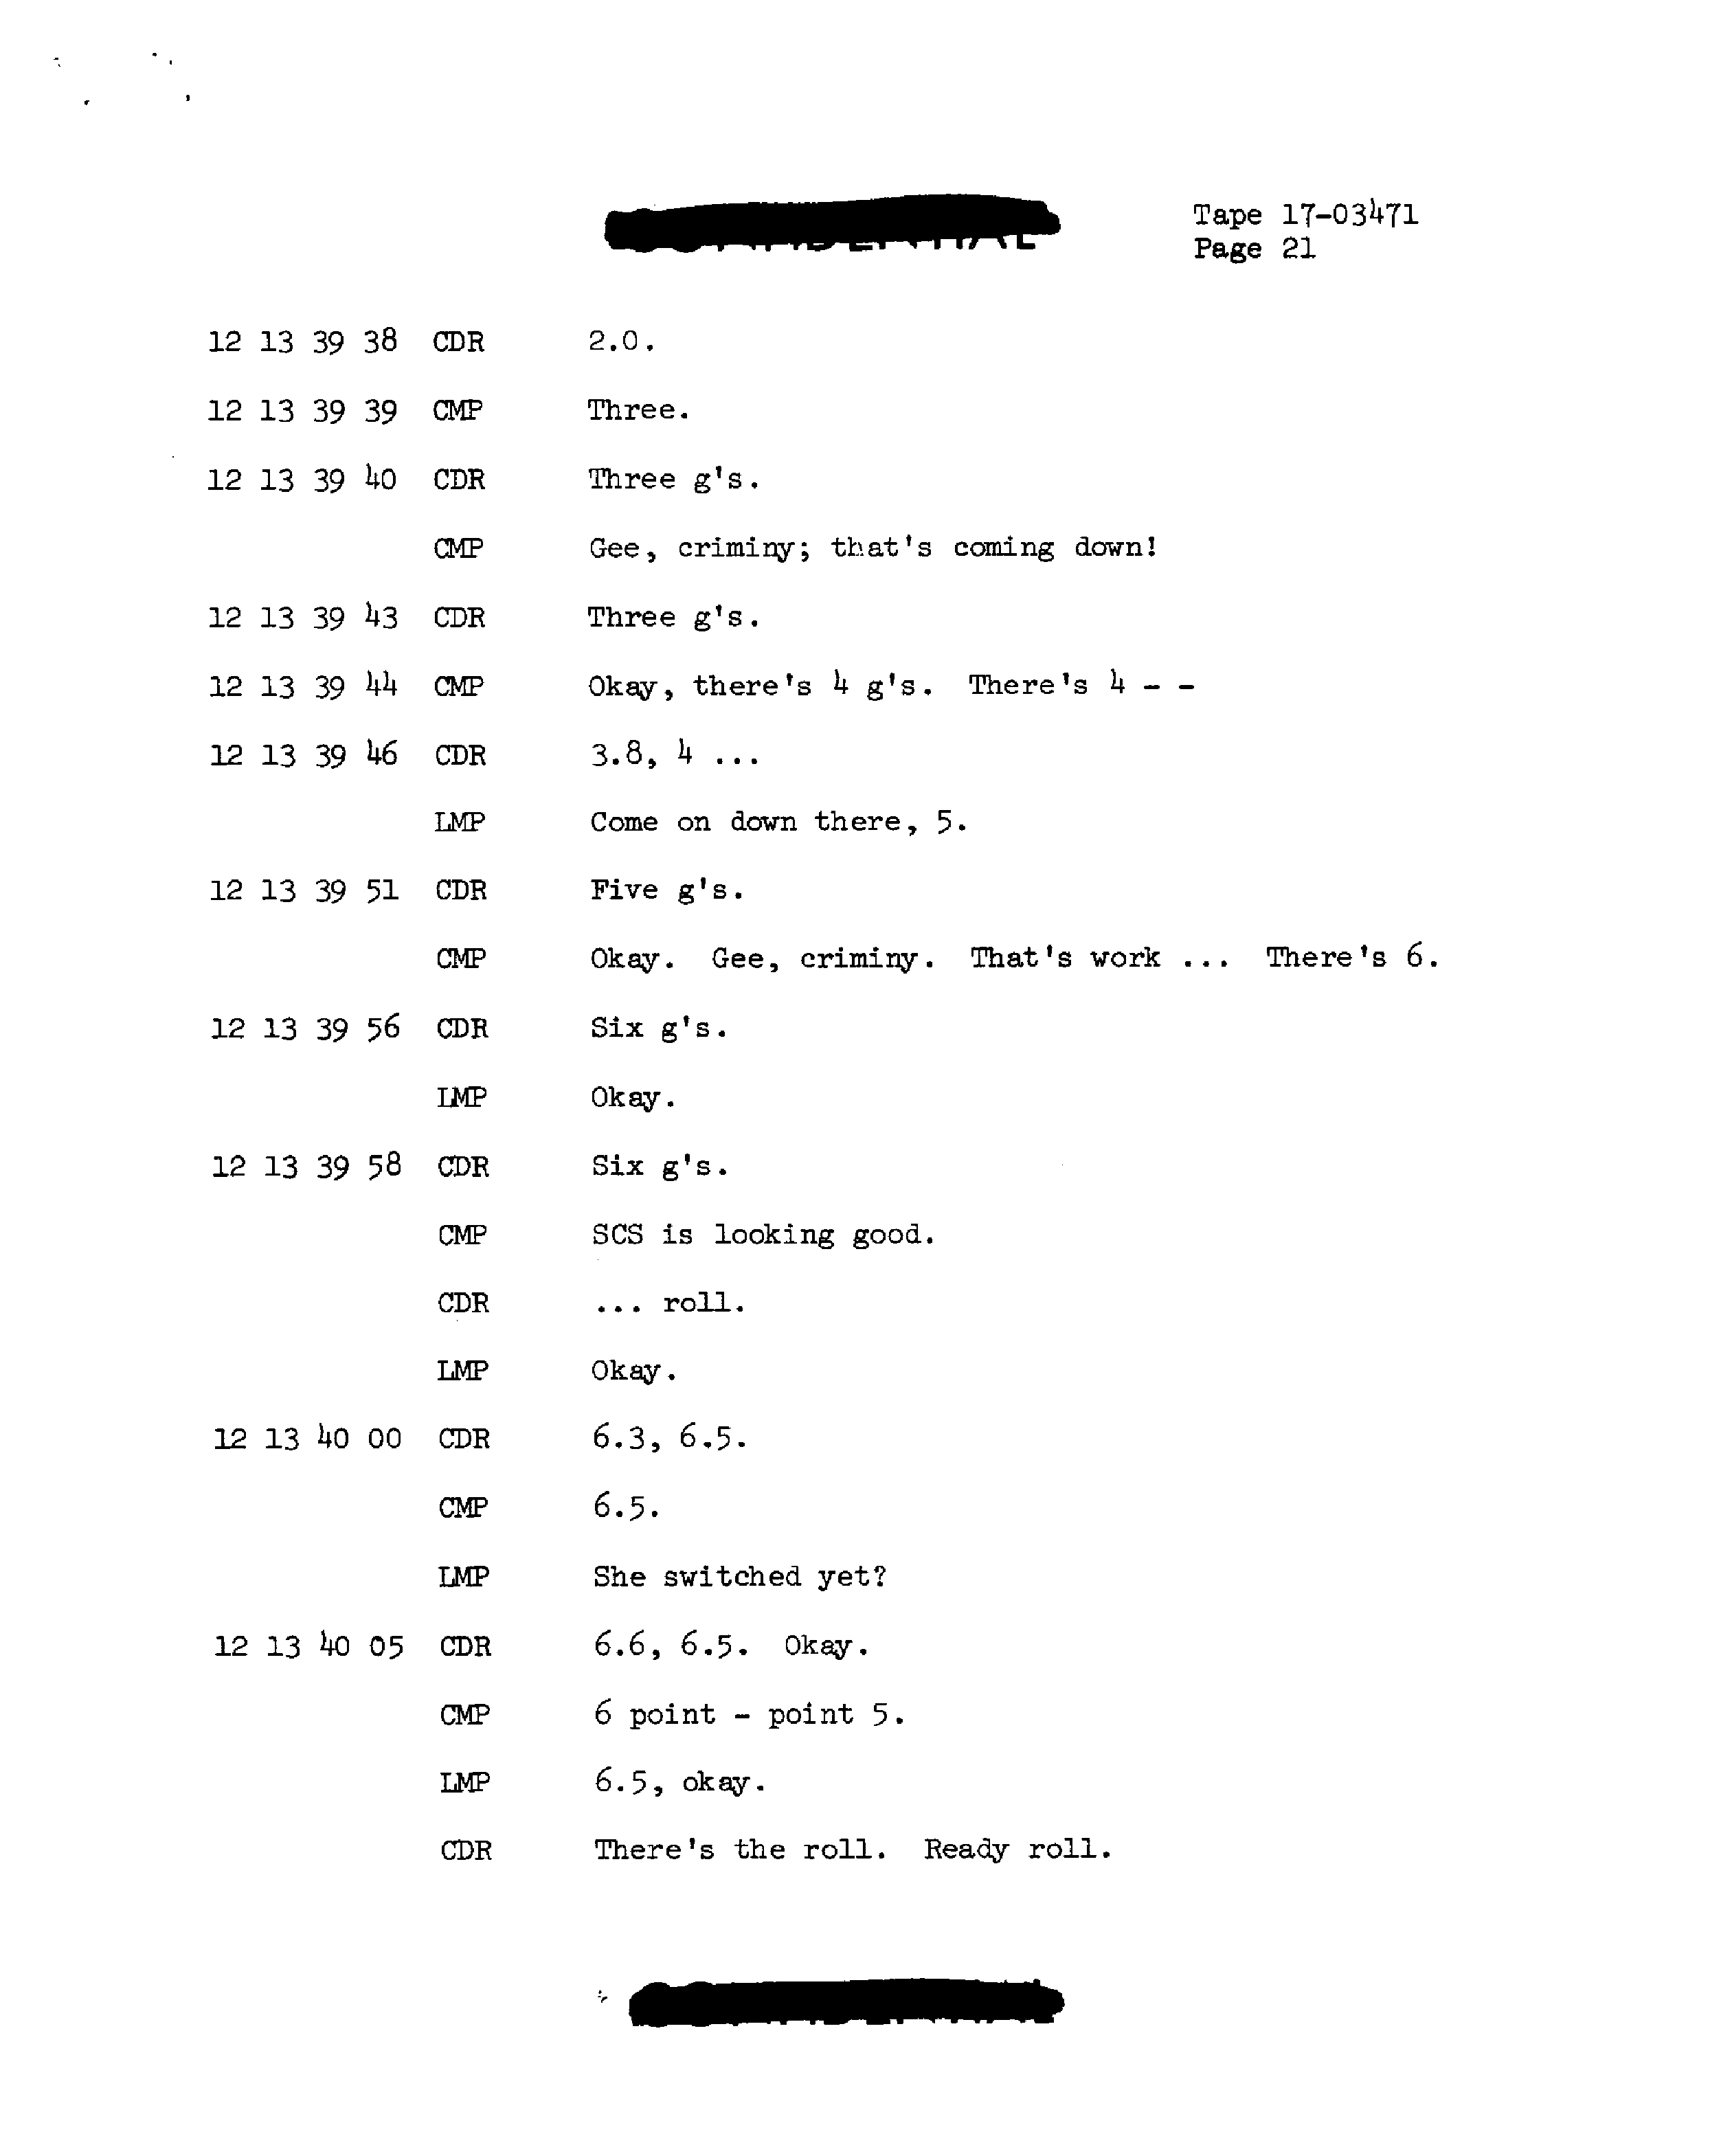 Tape 17-03471
Page 21
12 13 39 38 CDR 2.0.
12 13 39 39 CMP Three.
12 13 39 40 CDR Three g's.
CMP Gee, criminy; that's coming down!
12 13 39 43 CDR Three g's.
12 13 39 44 CMP Okay, there's 4 g's. There's 4 - -
12 13 39 46 CDR 3.8, 4 ...
LMP Come on down there, 5.
12 13 39 51 CDR Five g's.
CMP Okay. Gee, criminy. That's work ... There's 6.
12 13 39 56 CDR Six g's.
LMP Okay.
12 13 39 58 CDR Six g's.
CMP SCS is looking good.
CDR ... roll.
LMP Okay.
12 13 40 00 CDR 6.3, 6.5.
CMP 6.5.
LMP She switched yet?
12 13 40 05 CDR 6.6, 6.5. Okay.
CMP 6 point - point 5.
LMP 6.5, okay.
CDR There's the roll. Ready roll.